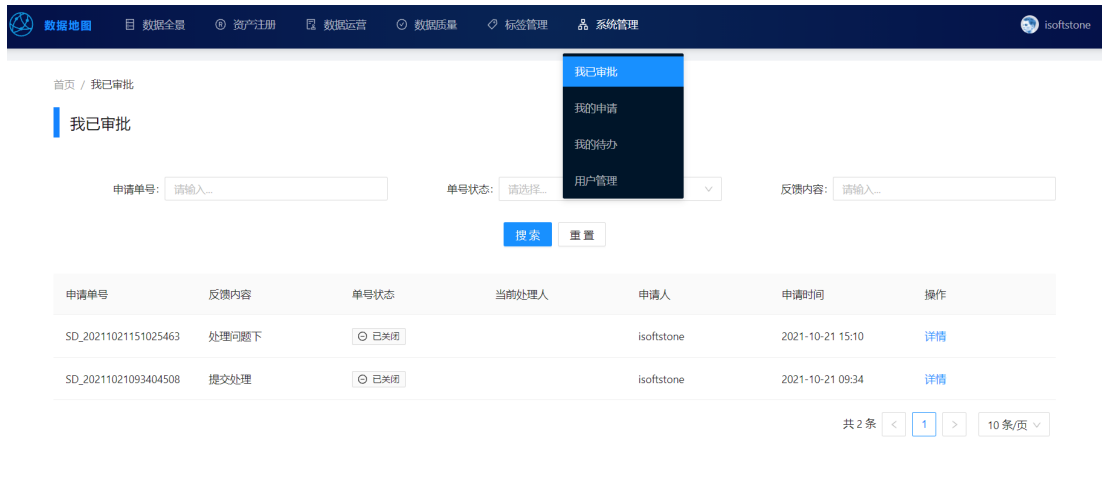 数据地图 数据全景 资产注册 数据运营 数据质量 标签管理 系统管理 isoftstone
我已审批
我的申请
我的待办
用户管理
首页 / 我已审批
我已审批
申请单号: 请输入... 单号状态: 请选择... 反馈内容: 请输入...
搜 索 重 置
申请单号 反馈内容 单号状态 当前处理人 申请人 申请时间 操作
SD_20211021151025463 处理问题下 已关闭 isoftstone 2021-10-21 15:10 详情
SD_20211021093404508 提交处理 已关闭 isoftstone 2021-10-21 09:34 详情
共 2 条 < 1 > 10 条/页